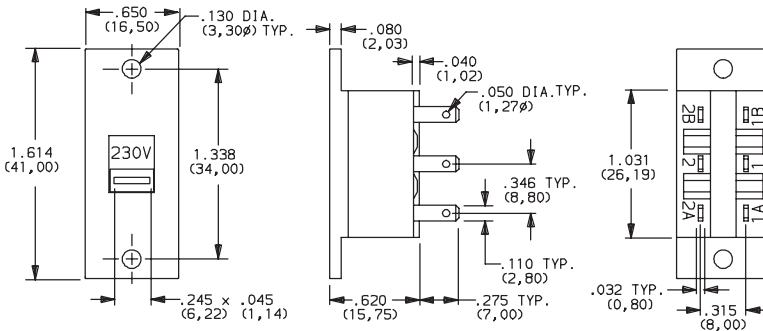 .650
(16,50)
.130 DIA.
(3,30ø) TYP.
1.614
(41,00)
230V
1.338
(34,00)
.245 x .045
(6,22) (1,14)
.080
(2,03)
.040
(1,02)
.050 DIA.TYP.
(1,27ø)
.346 TYP.
(8,80)
.110 TYP.
(2,80)
.620
(15,75)
.275 TYP.
(7,00)
1.031
(26,19)
2B
1B
2
1
2A
1A
.032 TYP.
(0,80)
.315
(8,00)